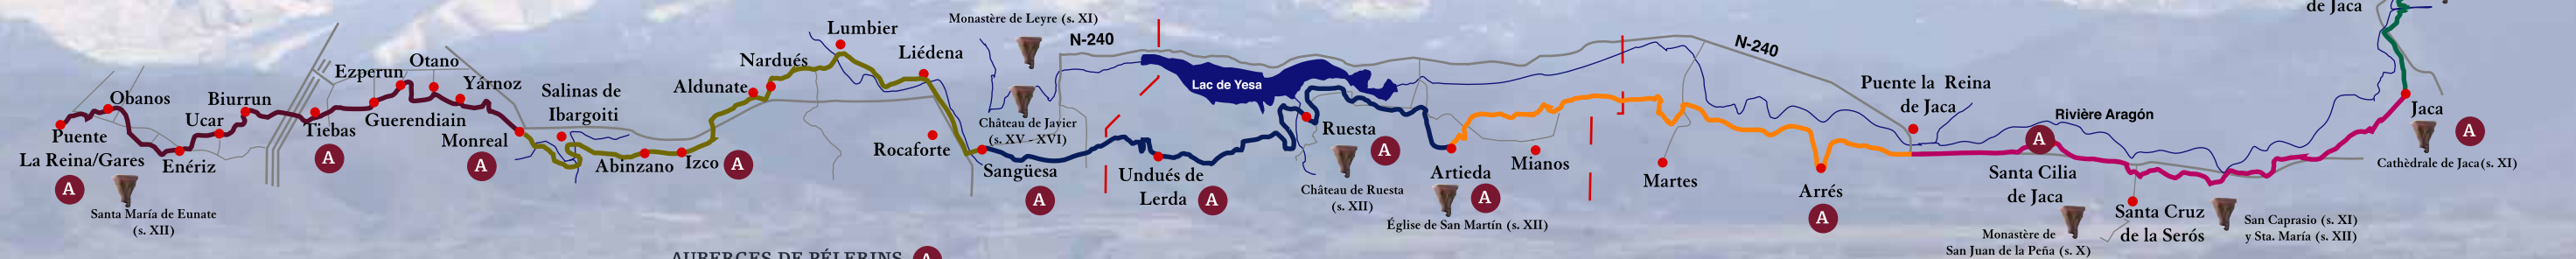 de Jaca
Monastère de Leyre (s. XI)
Lumbier
N-240
N-240
Liédena
Nardués
Otano
Ezperun
Yárnoz
Aldunate
Lac de Yesa
Puente la Reina
de Jaca
Salinas de
Ibargoiti
Obanos
Biurrun
Ucar
Tiebas
Guerendiain
Monreal
Château de Javier
(s. XV - XVI)
Rivière Aragón
Jaca
A
Puente
La Reina/Gares
A
Enériz
A
A
Abinzano
Izco
A
Rocaforte
Sangüesa
A
Undués de
Lerda
A
Ruesta
A
Château de Ruesta
(s. XII)
Artieda
A
Mianos
Église de San Martín (s. XII)
Martes
Arrés
A
A
Santa Cilia
de Jaca
Cathèdrale de Jaca(s. XI)
Santa María de Eunate
(s. XII)
Santa Cruz
de la Serós
San Caprasio (s. XI)
y Sta. María (s. XII)
Monastère de
San Juan de la Peña (s. X)
AUBERGES DE PÉLERINS A